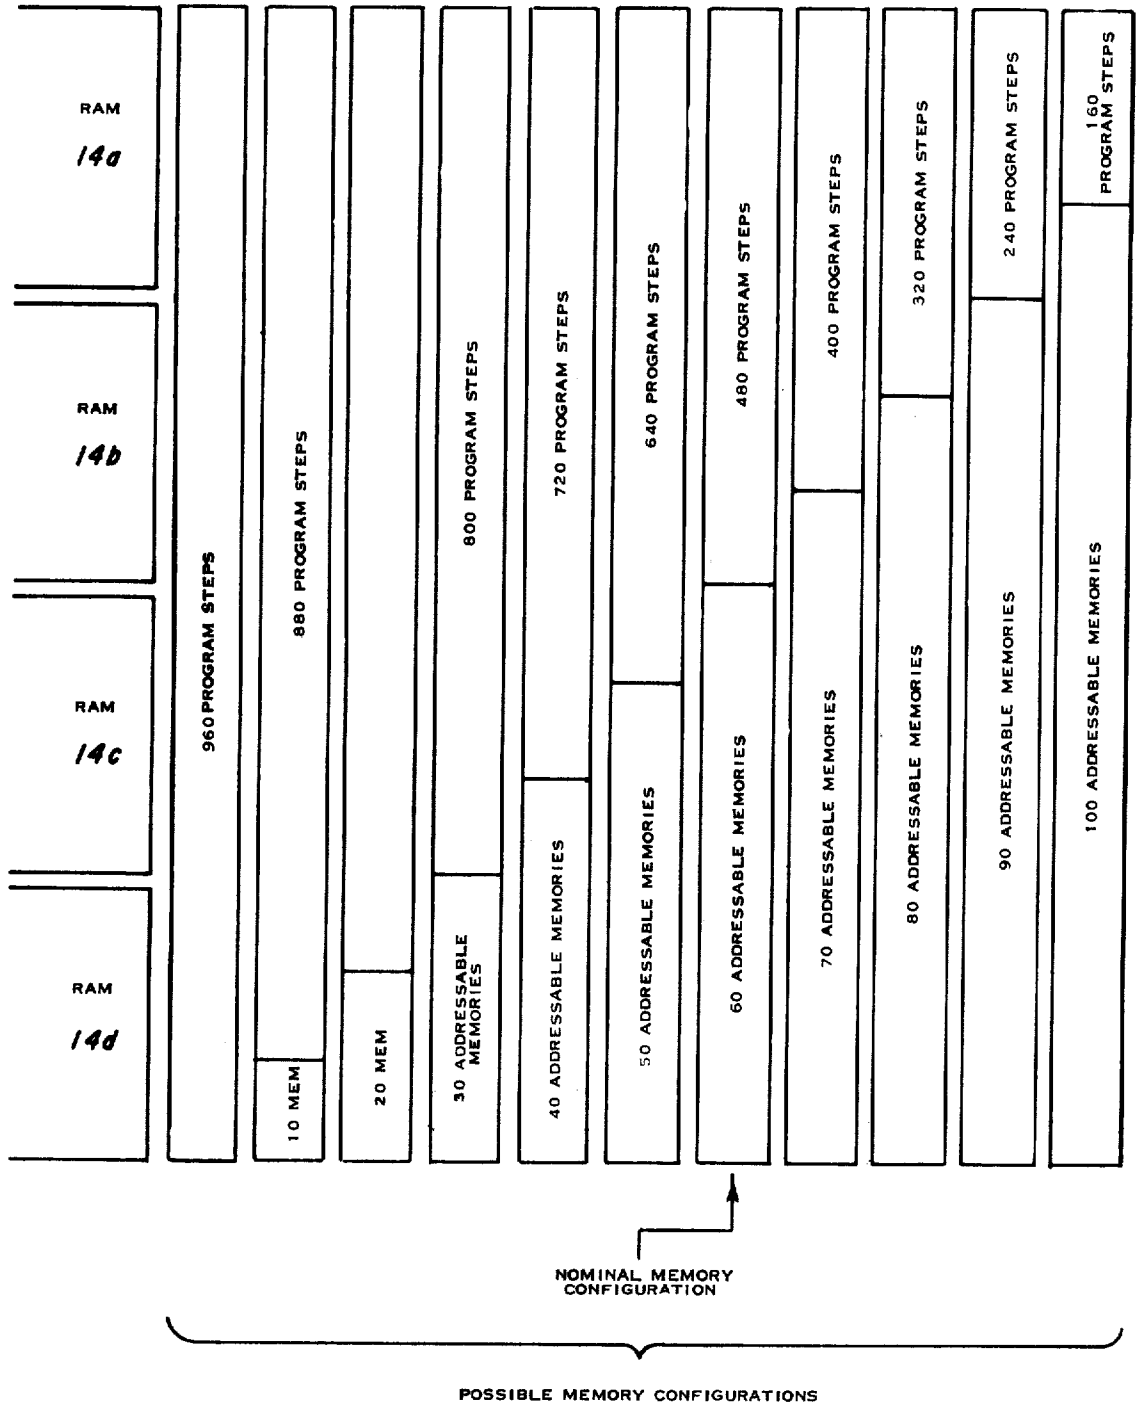 RAM
14a
RAM
14b
RAM
14c
RAM
14d
960 PROGRAM STEPS
880 PROGRAM STEPS
10 MEM
20 MEM
800 PROGRAM STEPS
30 ADDRESSABLE
MEMORIES
720 PROGRAM STEPS
40 ADDRESSABLE MEMORIES
640 PROGRAM STEPS
50 ADDRESSABLE MEMORIES
480 PROGRAM STEPS
60 ADDRESSABLE MEMORIES
400 PROGRAM STEPS
70 ADDRESSABLE MEMORIES
320 PROGRAM STEPS
80 ADDRESSABLE MEMORIES
240 PROGRAM STEPS
90 ADDRESSABLE MEMORIES
160
PROGRAM STEPS
100 ADDRESSABLE MEMORIES
NOMINAL MEMORY
CONFIGURATION
POSSIBLE MEMORY CONFIGURATIONS